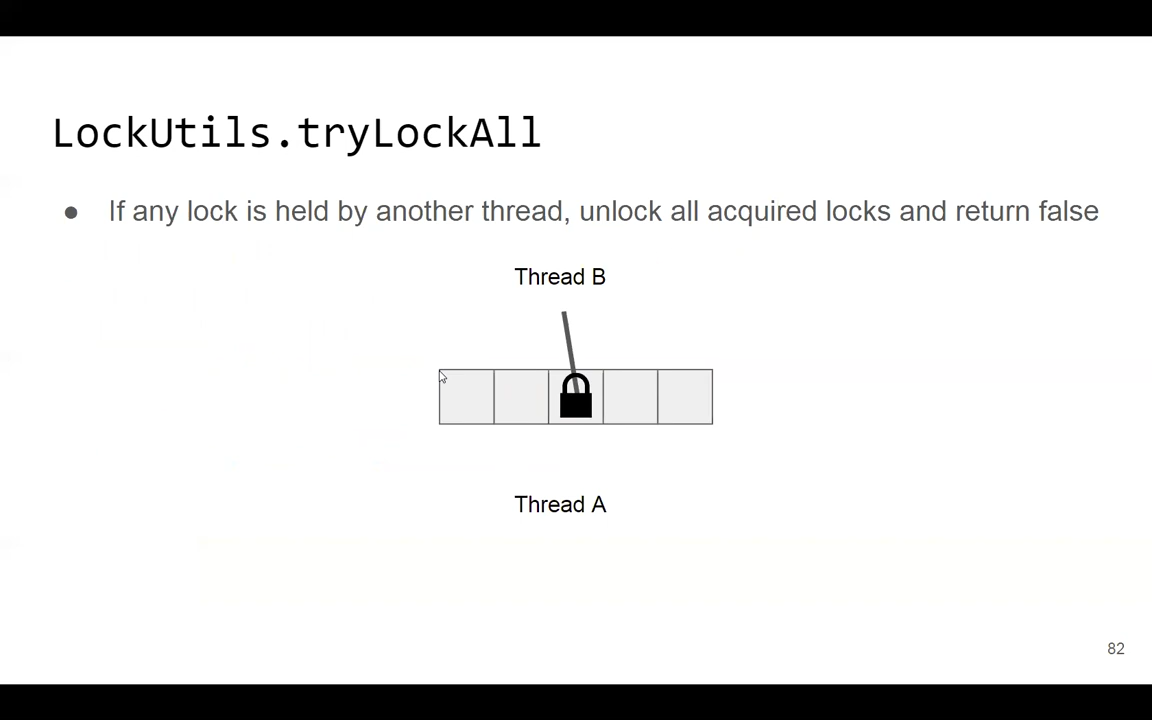 LockUtils.tryLockAll
● If any lock is held by another thread, unlock all acquired locks and return false
Thread B
Thread A
82